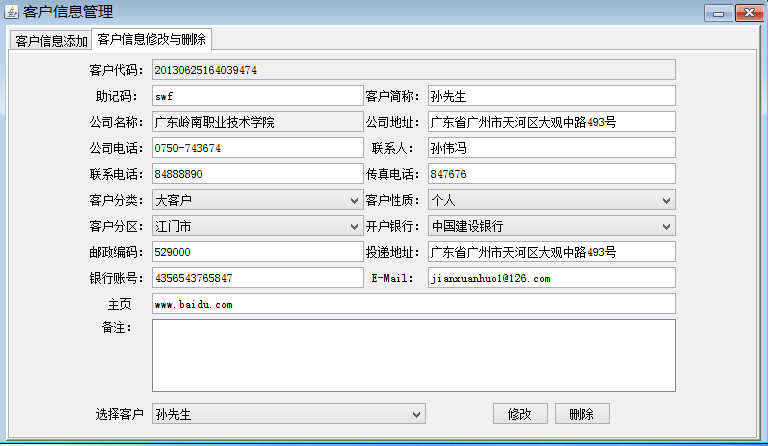 客户信息管理
客户信息添加 客户信息修改与删除
客户代码: 20130625164039474
助记码: swf 客户简称: 孙先生
公司名称: 广东岭南职业技术学院 公司地址: 广东省广州市天河区大观中路493号
公司电话: 0750-743674 联系人: 孙伟冯
联系电话: 84888890 传真电话: 847676
客户分类: 大客户 客户性质: 个人
客户分区: 江门市 开户银行: 中国建设银行
邮政编码: 529000 投递地址: 广东省广州市天河区大观中路493号
银行账号: 4356543765847 E-Mail: jianxuanhuo1@126.com
主页 www.baidu.com
备注:
选择客户 孙先生 修改 删除